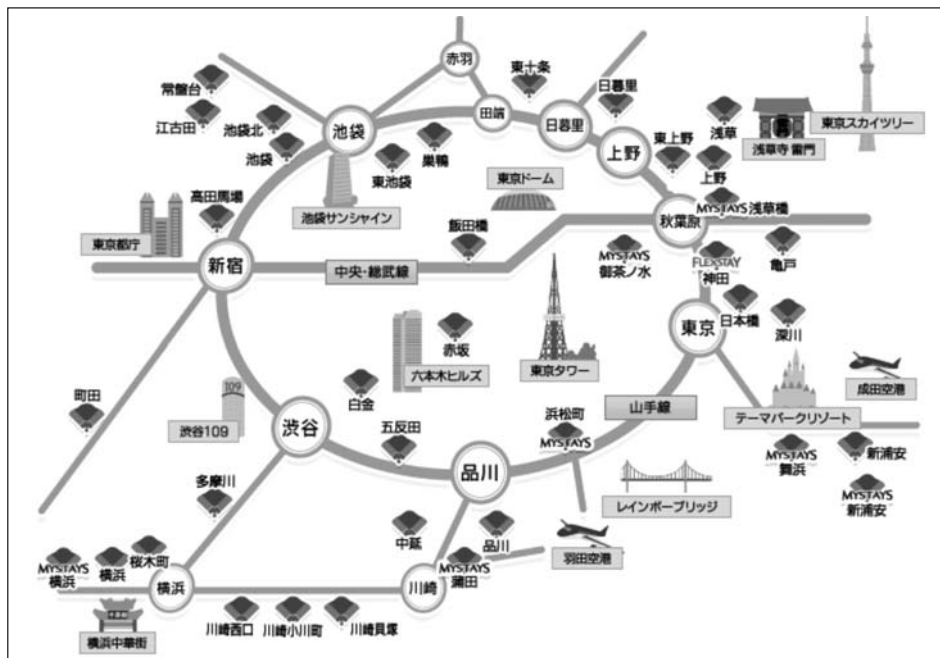 赤羽
東十条
日暮里
常盤台
田端
江古田
池袋北
池袋
日暮里
浅草
東京スカイツリー
池袋
巣鴨
上野
東上野
浅草寺 雷門
東池袋
上野
高田馬場
池袋サンシャイン
東京ドーム
MYSTAYS 浅草橋
東京都庁
飯田橋
秋葉原
新宿
中央・総武線
MYSTAYS
御茶ノ水
FLEXSTAY
神田
亀戸
東京
日本橋
深川
赤坂
六本木ヒルズ
東京タワー
成田空港
109
白金
町田
渋谷109
渋谷
五反田
浜松町
MYSTAYS
山手線
テーマパークリゾート
MYSTAYS
舞浜
新浦安
品川
多摩川
レインボーブリッジ
MYSTAYS
新浦安
中延
品川
羽田空港
MYSTAYS
横浜
横浜
桜木町
横浜
川崎
MYSTAYS
蒲田
横浜中華街
川崎西口
川崎小川町
川崎貝塚